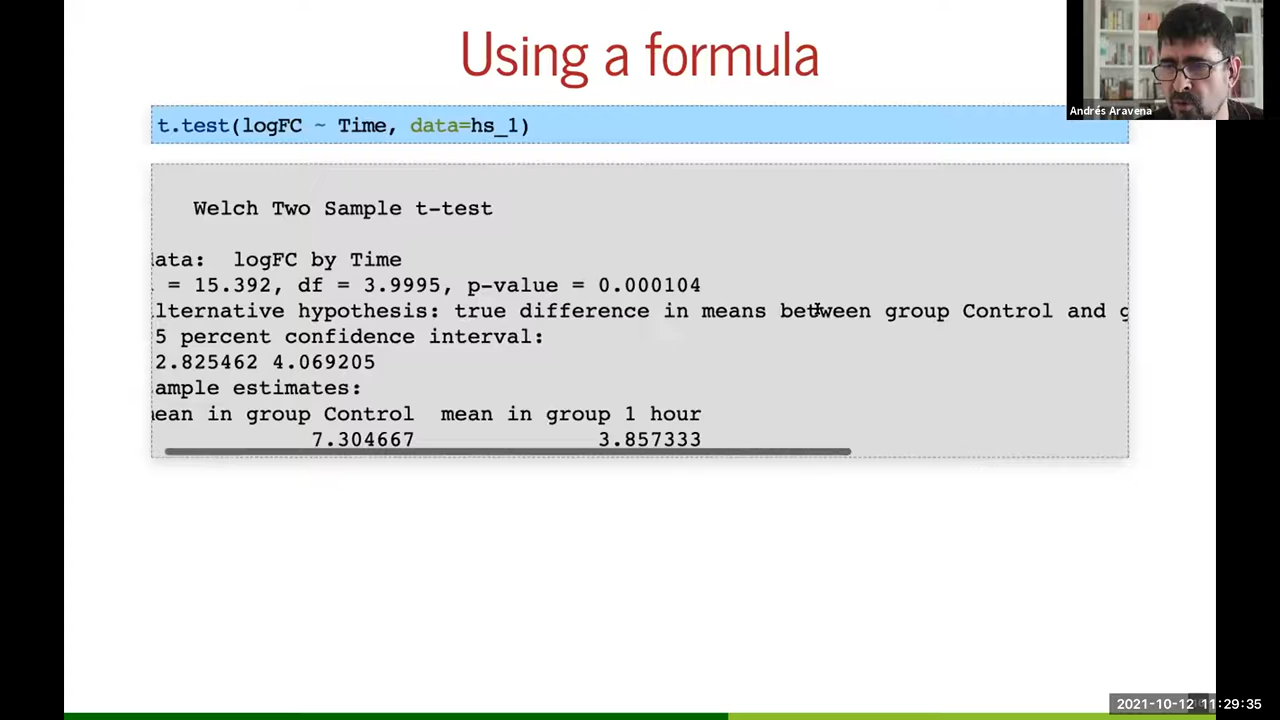 Using a formula
Andrés Aravena
t.test(logFC ~ Time, data=hs_1)
Welch Two Sample t-test
ata: logFC by Time
= 15.392, df = 3.9995, p-value = 0.000104
lternative hypothesis: true difference in means between group Control and g
5 percent confidence interval:
2.825462 4.069205
ample estimates:
ean in group Control mean in group 1 hour
7.304667 3.857333
2021-10-12 11:29:35